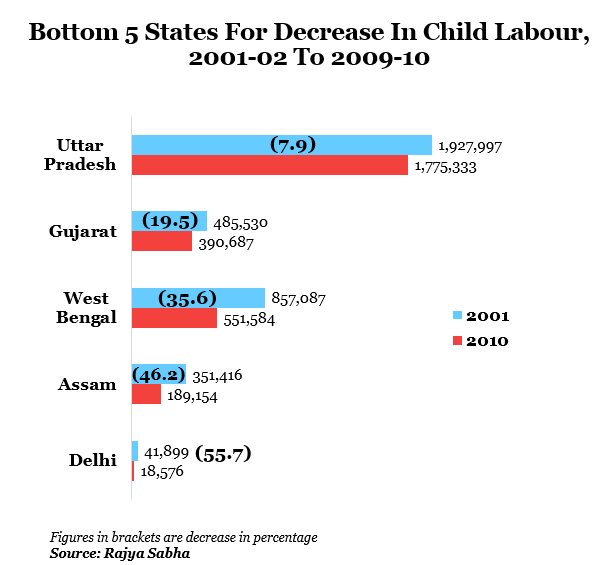 Bottom 5 States For Decrease In Child Labour,
2001-02 To 2009-10
Uttar
Pradesh
(7.9)
1,927,997
1,775,333
Gujarat
(19.5)
485,530
390,687
West
Bengal
(35.6)
857,087
551,584
2001
2010
Assam
(46.2)
351,416
189,154
Delhi
41,899 (55.7)
18,576
Figures in brackets are decrease in percentage
Source: Rajya Sabha